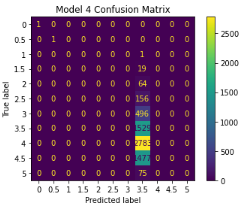 Model 4 Confusion Matrix
0 1 0 0 0 0 0 0 0 0 0 0
0.5 0 1 0 0 0 0 0 0 0 0 0
1 0 0 0 0 0 0 0 1 0 0 0
1.5 0 0 0 0 0 0 0 19 0 0 0
2 0 0 0 0 0 0 0 64 0 0 0
2.5 0 0 0 0 0 0 0 156 0 0 0
3 0 0 0 0 0 0 0 496 0 0 0
3.5 0 0 0 0 0 0 0 1529 0 0 0
4 0 0 0 0 0 0 0 2783 0 0 0
4.5 0 0 0 0 0 0 0 1477 0 0 0
5 0 0 0 0 0 0 0 75 0 0 0
0 0.5 1 1.5 2 2.5 3 3.5 4 4.5 5
Predicted label
True label
2500
2000
1500
1000
500
0